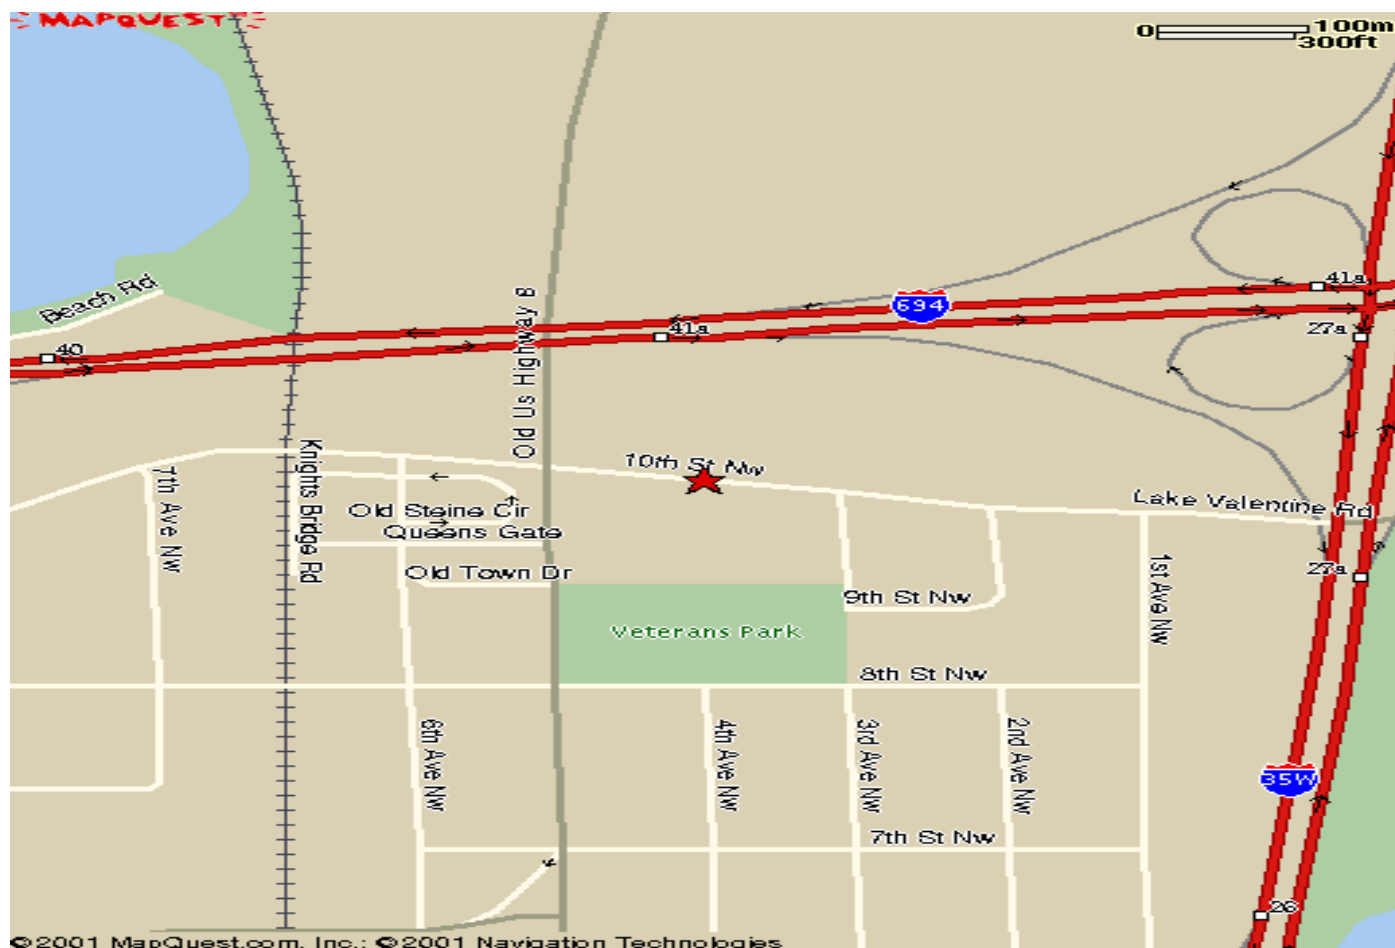 MAPQUEST
0 100m
300ft
Beach Rd
694
41a
40
41a
27a
Old Us Highway 8
10th St Nw
Knights Bridge Rd
7th Ave Nw
Lake Valentine Rd
Old Steine Cir
Queens Gate
Old Town Dr
27a
1st Ave Nw
9th St Nw
Veterans Park
8th St Nw
6th Ave Nw
4th Ave Nw
3rd Ave Nw
2nd Ave Nw
35W
7th St Nw
26
©2001 MapQuest.com, Inc.; ©2001 Navigation Technologies